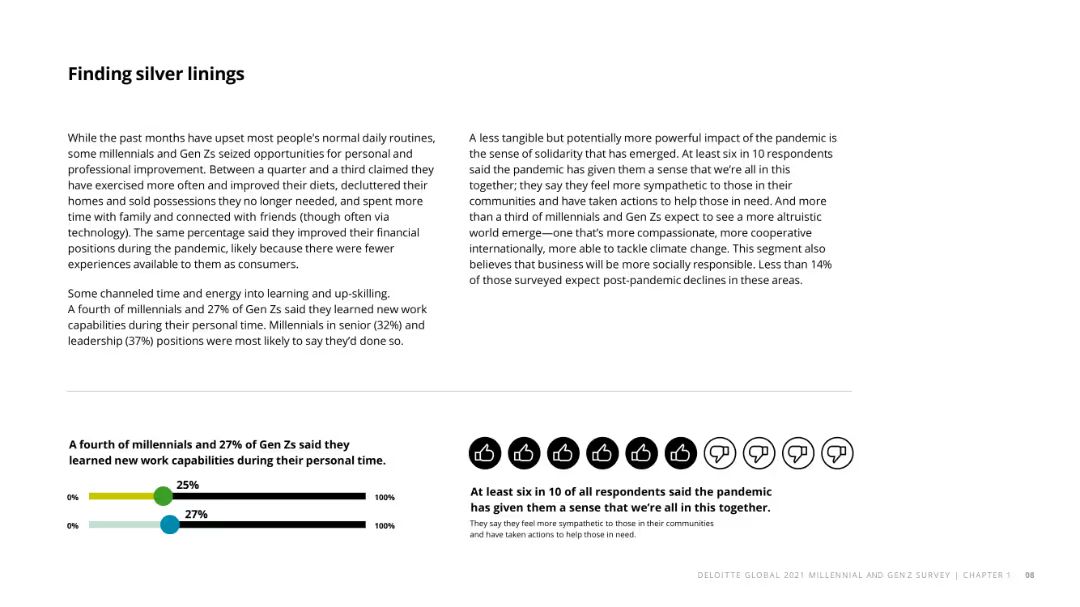 Finding silver linings
While the past months have upset most people's normal daily routines,
some millennials and Gen Zs seized opportunities for personal and
professional improvement. Between a quarter and a third claimed they
have exercised more often and improved their diets, decluttered their
homes and sold possessions they no longer needed, and spent more
time with family and connected with friends (though often via
technology). The same percentage said they improved their financial
positions during the pandemic, likely because there were fewer
experiences available to them as consumers.
Some channeled time and energy into learning and up-skilling.
A fourth of millennials and 27% of Gen Zs said they learned new work
capabilities during their personal time. Millennials in senior (32%) and
leadership (37%) positions were most likely to say they'd done so.
A less tangible but potentially more powerful impact of the pandemic is
the sense of solidarity that has emerged. At least six in 10 respondents
said the pandemic has given them a sense that we're all in this
together; they say they feel more sympathetic to those in their
communities and have taken actions to help those in need. And more
than a third of millennials and Gen Zs expect to see a more altruistic
world emerge—one that's more compassionate, more cooperative
internationally, more able to tackle climate change. This segment also
believes that business will be more socially responsible. Less than 14%
of those surveyed expect post-pandemic declines in these areas.
A fourth of millennials and 27% of Gen Zs said they
learned new work capabilities during their personal time.
25%
0% 100%
27%
0% 100%
At least six in 10 of all respondents said the pandemic
has given them a sense that we're all in this together.
They say they feel more sympathetic to those in their communities
and have taken actions to help those in need.
DELOITTE GLOBAL 2021 MILLENNIAL AND GEN Z SURVEY | CHAPTER 1 08